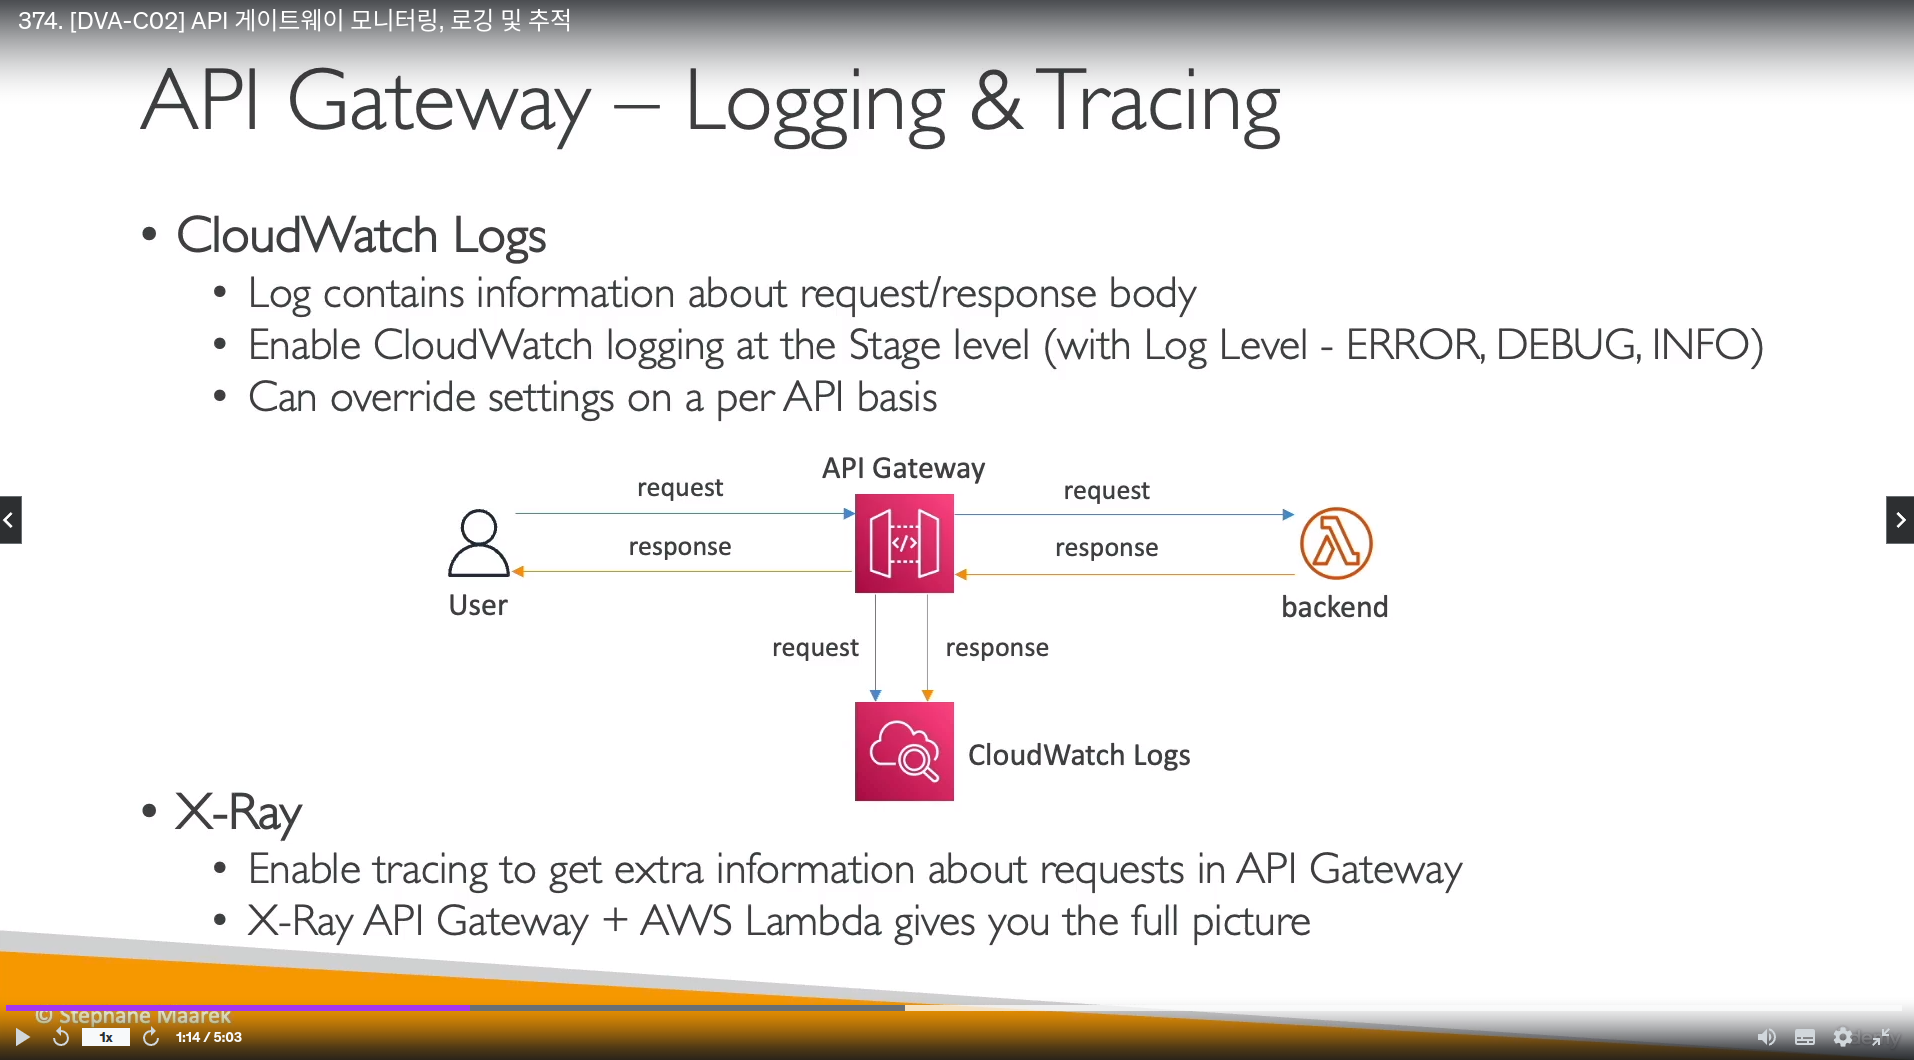 374. [DVA-C02] API 게이트웨이 모니터링, 로깅 및 추적
API Gateway – Logging & Tracing
• CloudWatch Logs
• Log contains information about request/response body
• Enable CloudWatch logging at the Stage level (with Log Level - ERROR, DEBUG, INFO)
• Can override settings on a per API basis
API Gateway
request
request
</>
response
response
User
backend
request
response
CloudWatch Logs
• X-Ray
• Enable tracing to get extra information about requests in API Gateway
• X-Ray API Gateway + AWS Lambda gives you the full picture
© Stephane Maarek
1x
1:14 / 5:03